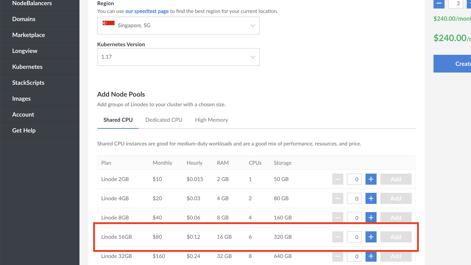 NodeBalancers
Domains
Marketplace
Longview
Kubernetes
StackScripts
Images
Account
Get Help
Region
You can use our speedtest page to find the best region for your current location.
Singapore, SG
Kubernetes Version
1.17
Add Node Pools
Add groups of Linodes to your cluster with a chosen size.
Shared CPU Dedicated CPU High Memory
Shared CPU instances are good for medium-duty workloads and are a good mix of performance, resources, and price.
Plan Monthly Hourly RAM CPUs Storage
Linode 2GB $10 $0.015 2 GB 1 50 GB − 0 + Add
Linode 4GB $20 $0.03 4 GB 2 80 GB − 0 + Add
Linode 8GB $40 $0.06 8 GB 4 160 GB − 0 + Add
Linode 16GB $80 $0.12 16 GB 6 320 GB − 0 + Add
Linode 32GB $160 $0.24 32 GB 8 640 GB − 0 + Add
− 3
$240.00/mon
$240.00/
Creat